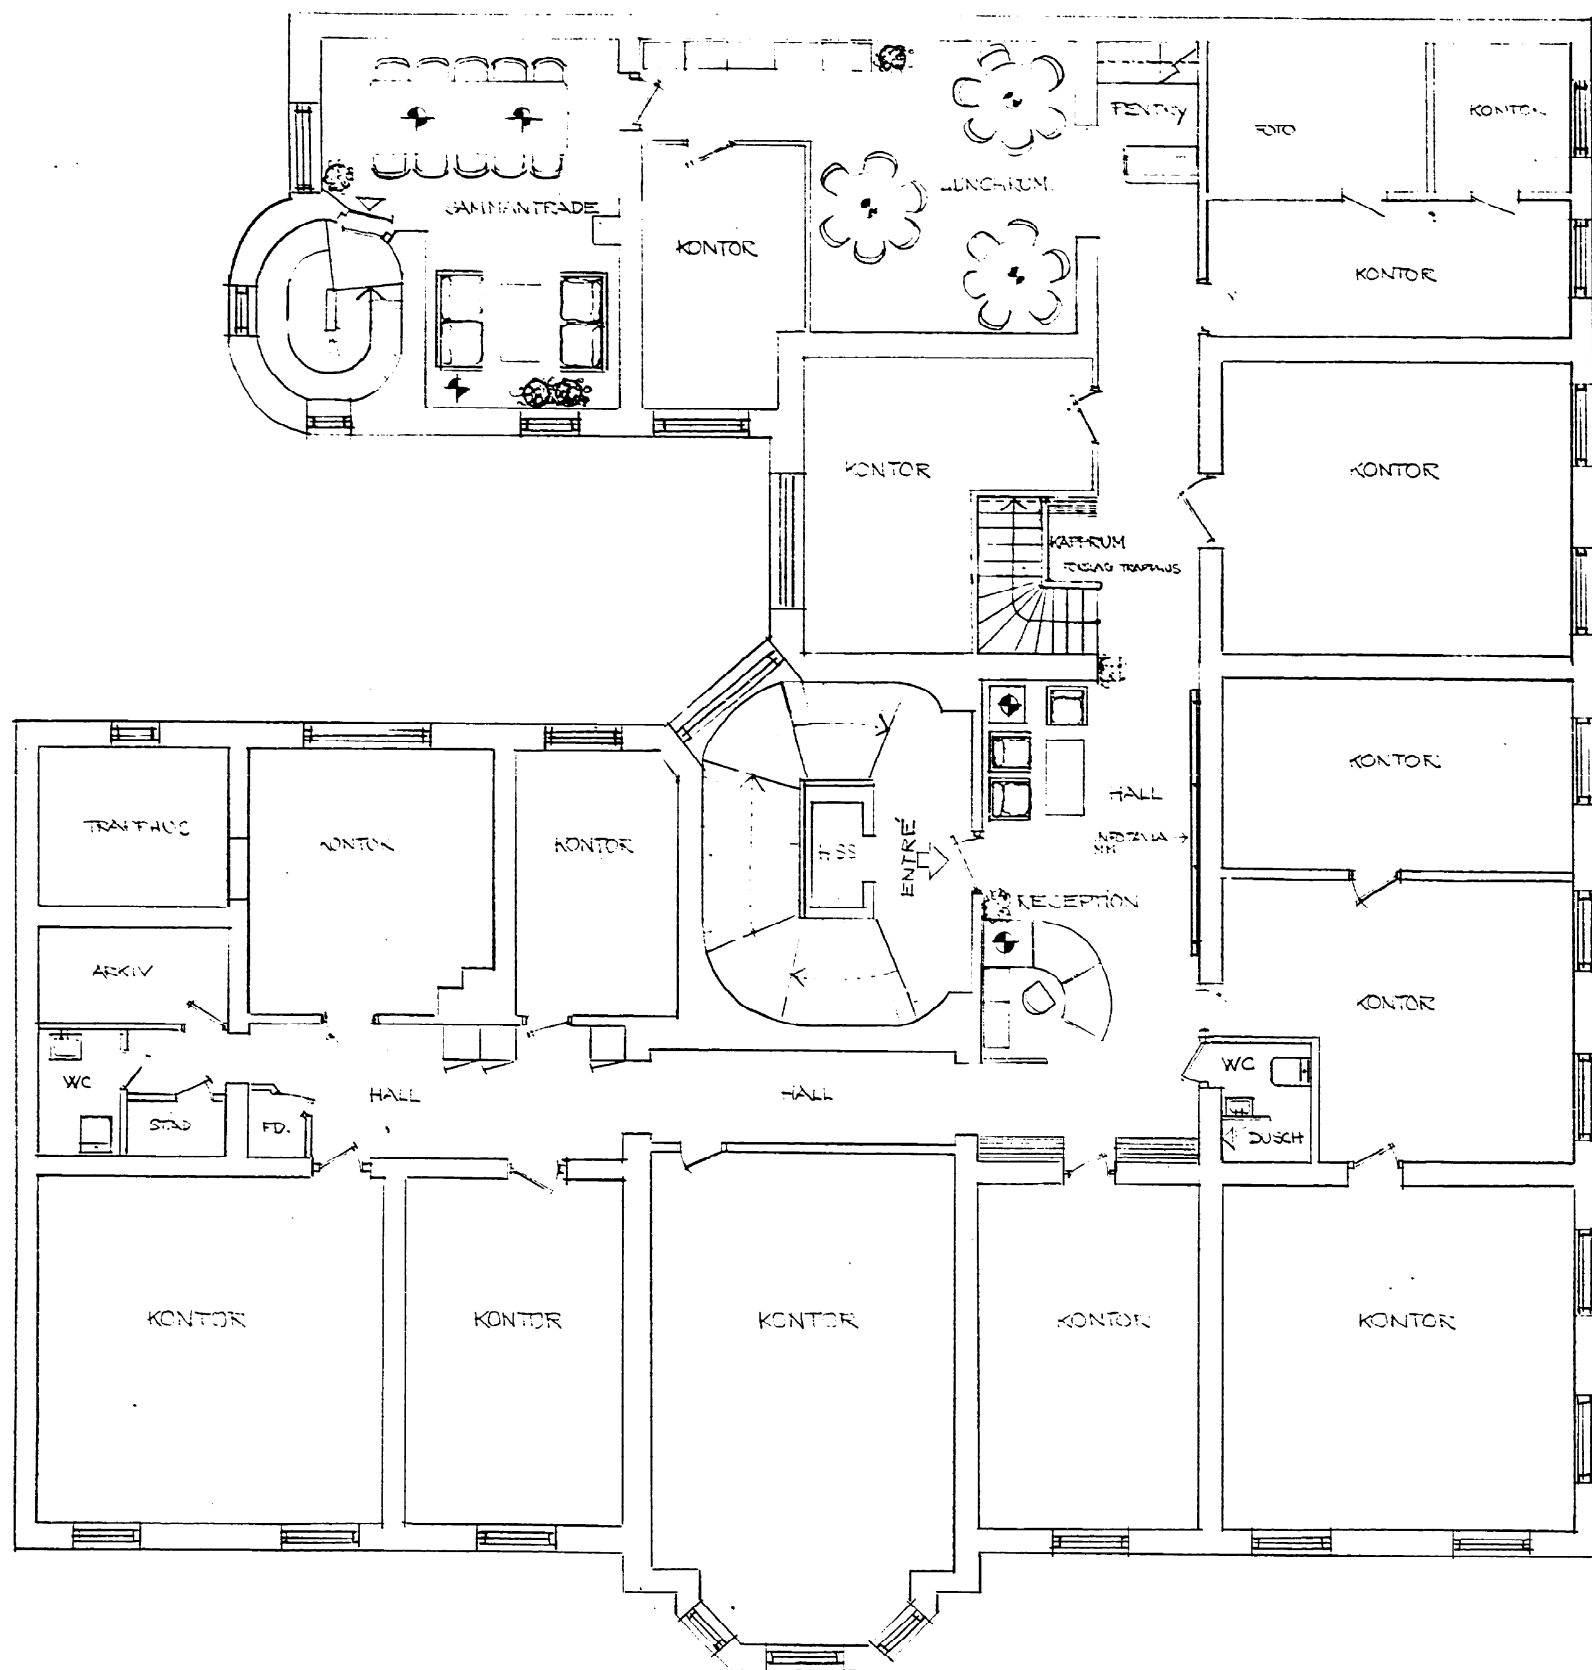 PENTRY
FOTO
KONTOR
SAMMANTRÄDE
LUNCHRUM
KONTOR
KONTOR
KONTOR
KONTOR
KAFFRUM
HALL
KONTOR
TRAPPHUS
KONTOR
KONTOR
HISS
ENTRÉ
RECEPTION
ARKIV
KONTOR
WC
HALL
HALL
WC
STÄD
FD.
DUSCH
KONTOR
KONTOR
KONTOR
KONTOR
KONTOR